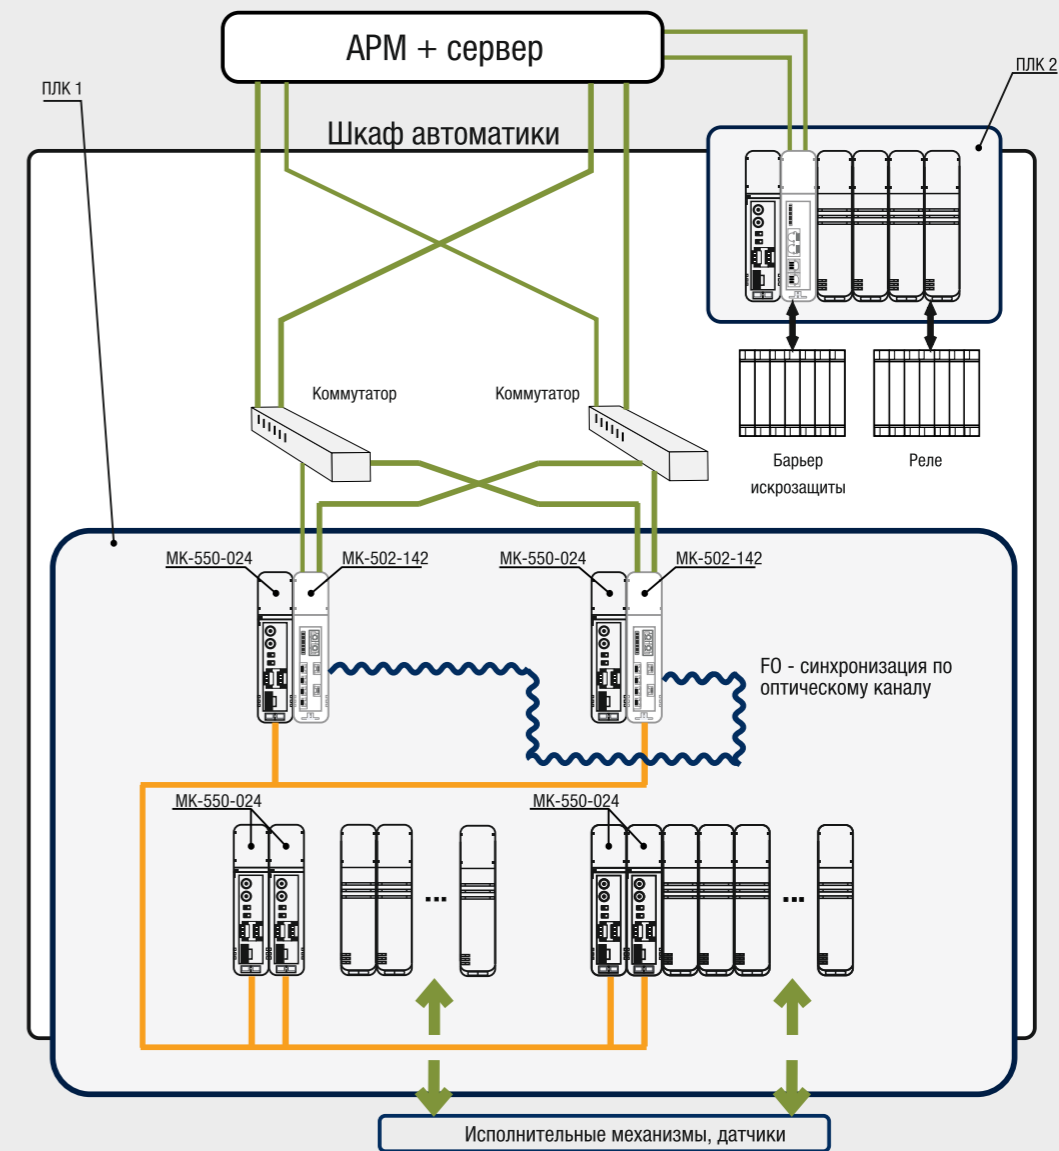 АРМ + сервер
ПЛК 2
ПЛК 1
Шкаф автоматики
Коммутатор
Коммутатор
Барьер
искрозащиты
Реле
МК-550-024
МК-502-142
МК-550-024
МК-502-142
FO - синхронизация по
оптическому каналу
МК-550-024
МК-550-024
...
...
Исполнительные механизмы, датчики